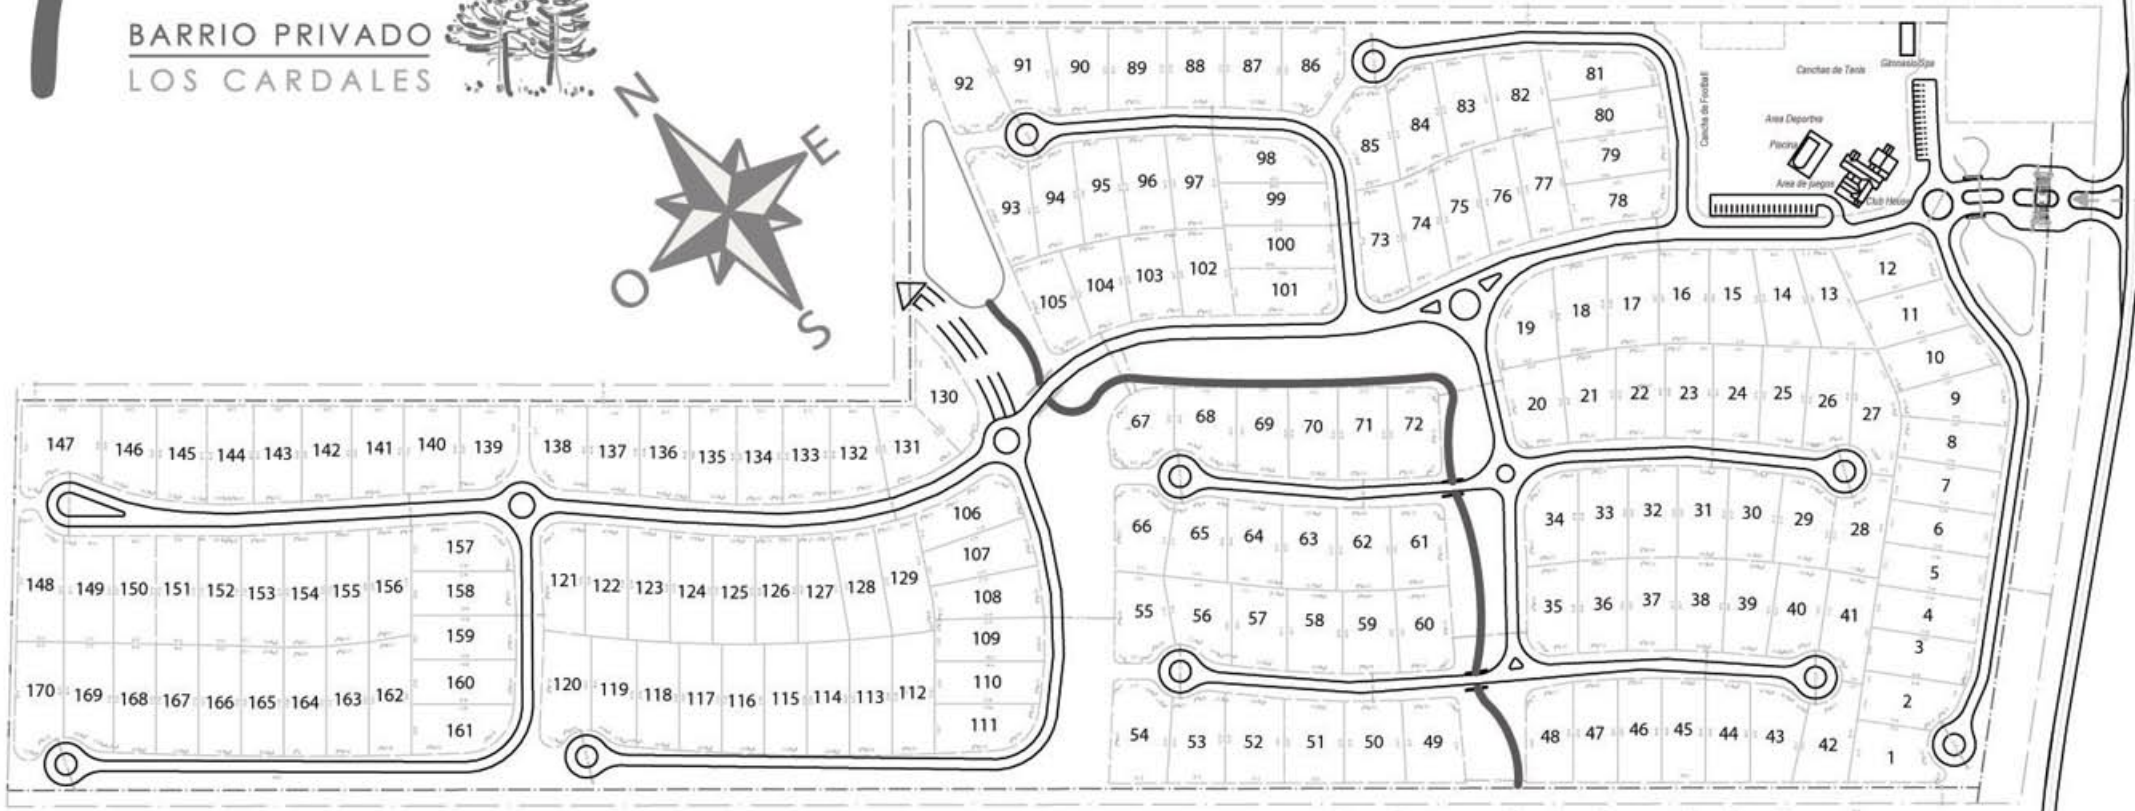 BARRIO PRIVADO
LOS CARDALES
N
E
O
S
92 91 90 89 88 87 86
85 84 83 82 81
80
79
78
93 94 95 96 97 98
99
100
101
105 104 103 102
73 74 75 76 77
Cancha de Football
Canchas de Tenis
Gimnasio/Spa
Area Deportiva
Piscina
Area de juegos
Club House
19 18 17 16 15 14 13 12
11
10
9
8
7
6
5
4
3
2
1
20 21 22 23 24 25 26 27
130
147 146 145 144 143 142 141 140 139 138 137 136 135 134 133 132 131
67 68 69 70 71 72
148 149 150 151 152 153 154 155 156 157
158
159
160
161
170 169 168 167 166 165 164 163 162
121 122 123 124 125 126 127 128 129
106
107
108
109
110
111
120 119 118 117 116 115 114 113 112
66 65 64 63 62 61
55 56 57 58 59 60
54 53 52 51 50 49
34 33 32 31 30 29 28
35 36 37 38 39 40 41
48 47 46 45 44 43 42